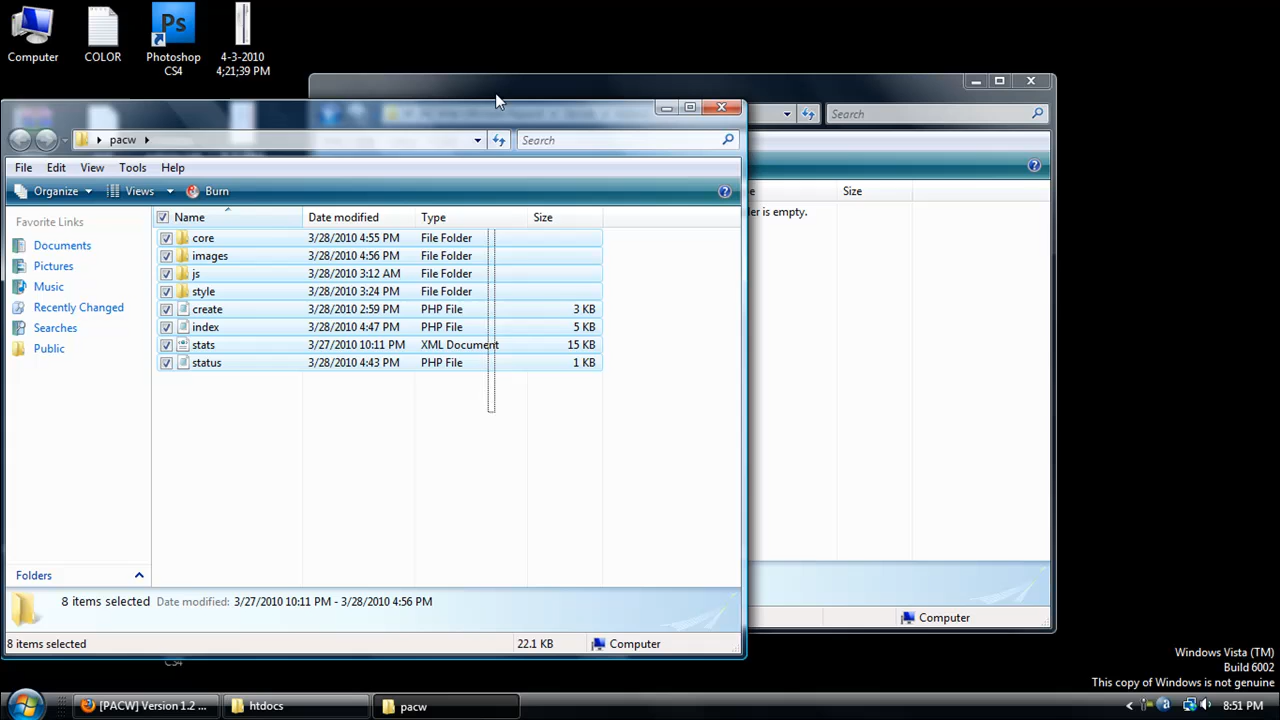 Computer
COLOR
Ps
Photoshop CS4
4-3-2010 4;21;39 PM
pacw
Search
Search
File Edit View Tools Help
Organize Views Burn
Size
Favorite Links
Name Date modified Type Size
er is empty.
Documents
Pictures
Music
Recently Changed
Searches
Public
core 3/28/2010 4:55 PM File Folder
images 3/28/2010 4:56 PM File Folder
js 3/28/2010 3:12 AM File Folder
style 3/28/2010 3:24 PM File Folder
create 3/28/2010 2:59 PM PHP File 3 KB
index 3/28/2010 4:47 PM PHP File 5 KB
stats 3/27/2010 10:11 PM XML Document 15 KB
status 3/28/2010 4:43 PM PHP File 1 KB
Folders
8 items selected Date modified: 3/27/2010 10:11 PM - 3/28/2010 4:56 PM
8 items selected 22.1 KB Computer
Computer
CS4
Windows Vista (TM)
Build 6002
This copy of Windows is not genuine
[PACW] Version 1.2 ... htdocs pacw 8:51 PM